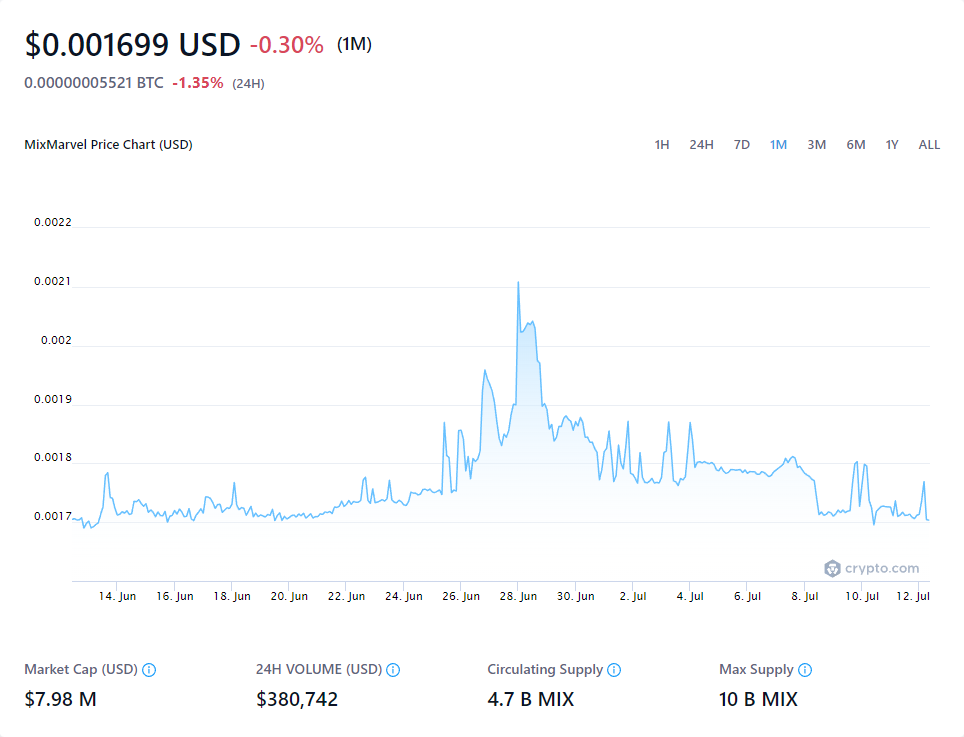 $0.001699 USD -0.30% (1M)
0.00000005521 BTC -1.35% (24H)
MixMarvel Price Chart (USD) 1H 24H 7D 1M 3M 6M 1Y ALL
0.0022
0.0021
0.002
0.0019
0.0018
0.0017
crypto.com
14. Jun 16. Jun 18. Jun 20. Jun 22. Jun 24. Jun 26. Jun 28. Jun 30. Jun 2. Jul 4. Jul 6. Jul 8. Jul 10. Jul 12. Jul
Market Cap (USD) 24H VOLUME (USD) Circulating Supply Max Supply
$7.98 M $380,742 4.7 B MIX 10 B MIX